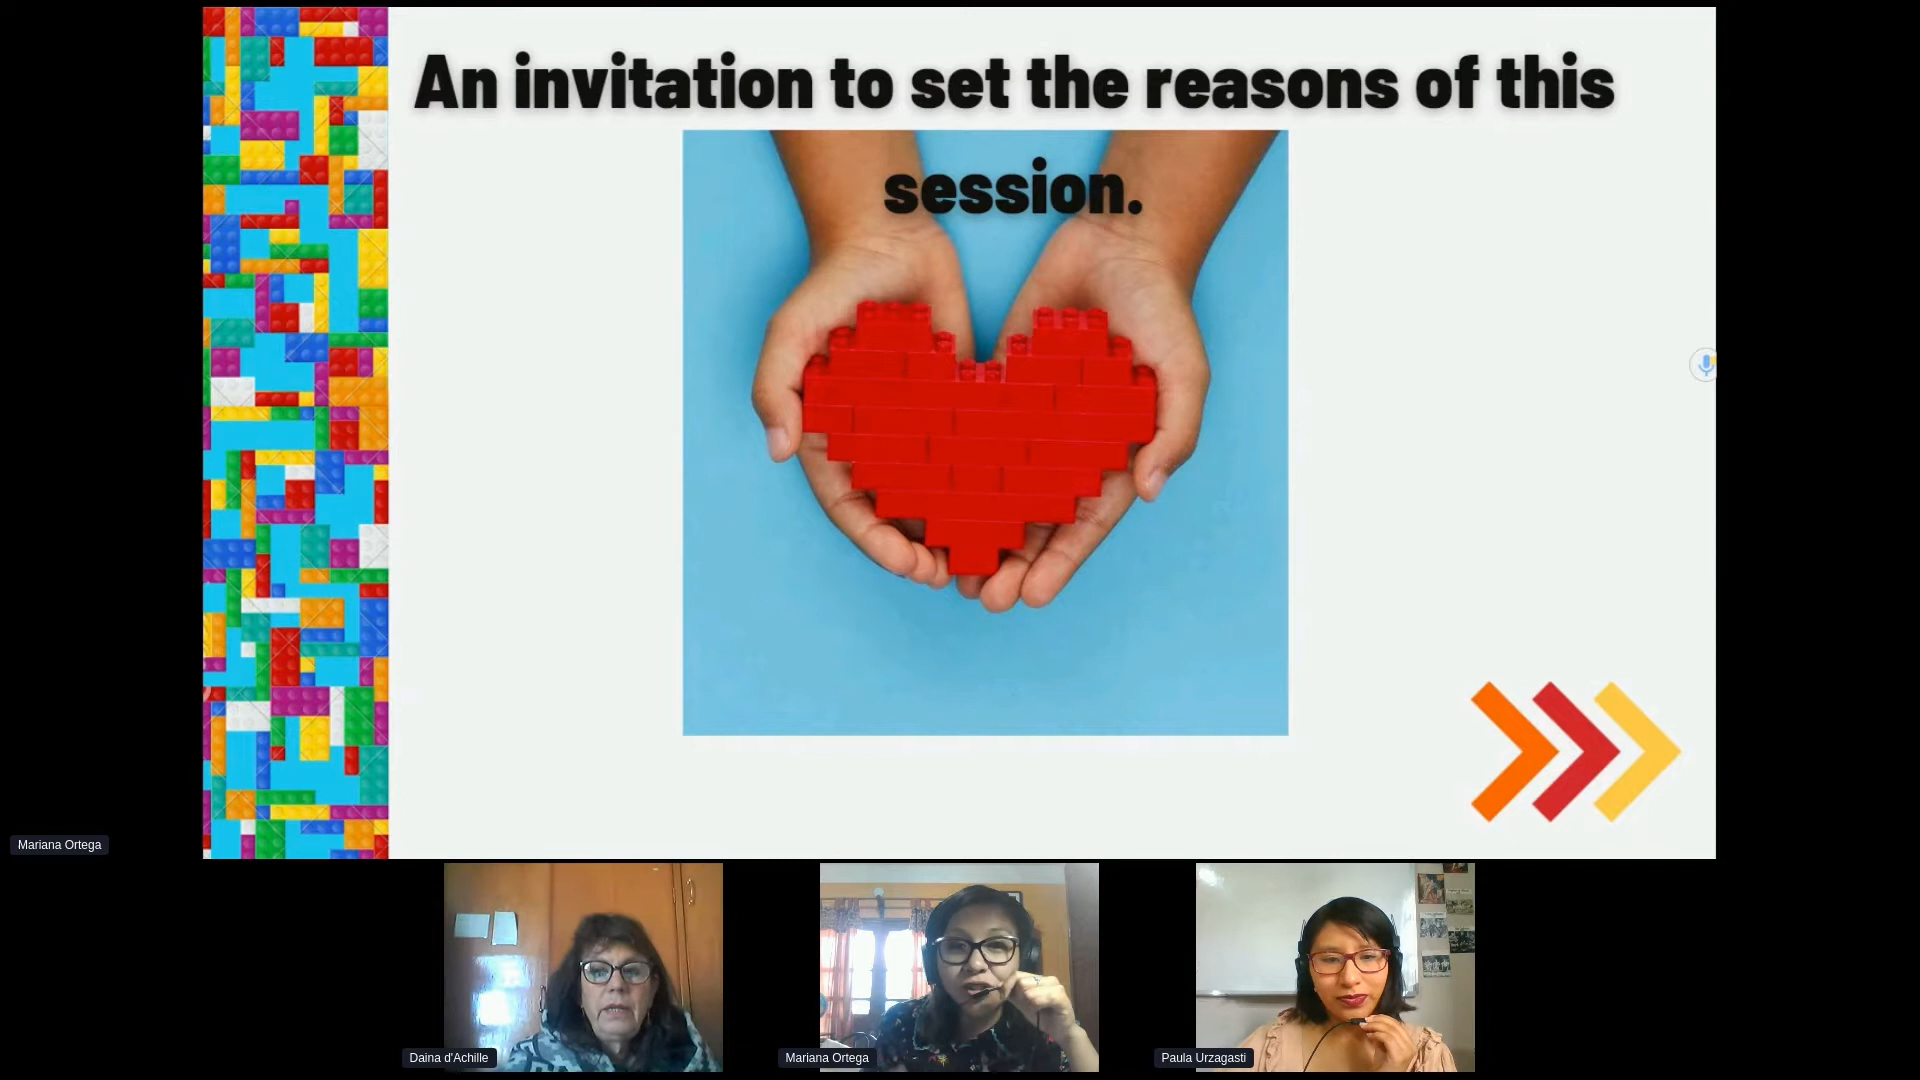 An invitation to set the reasons of this
session.
Mariana Ortega
Daina d'Achille
Mariana Ortega
Paula Urzagasti